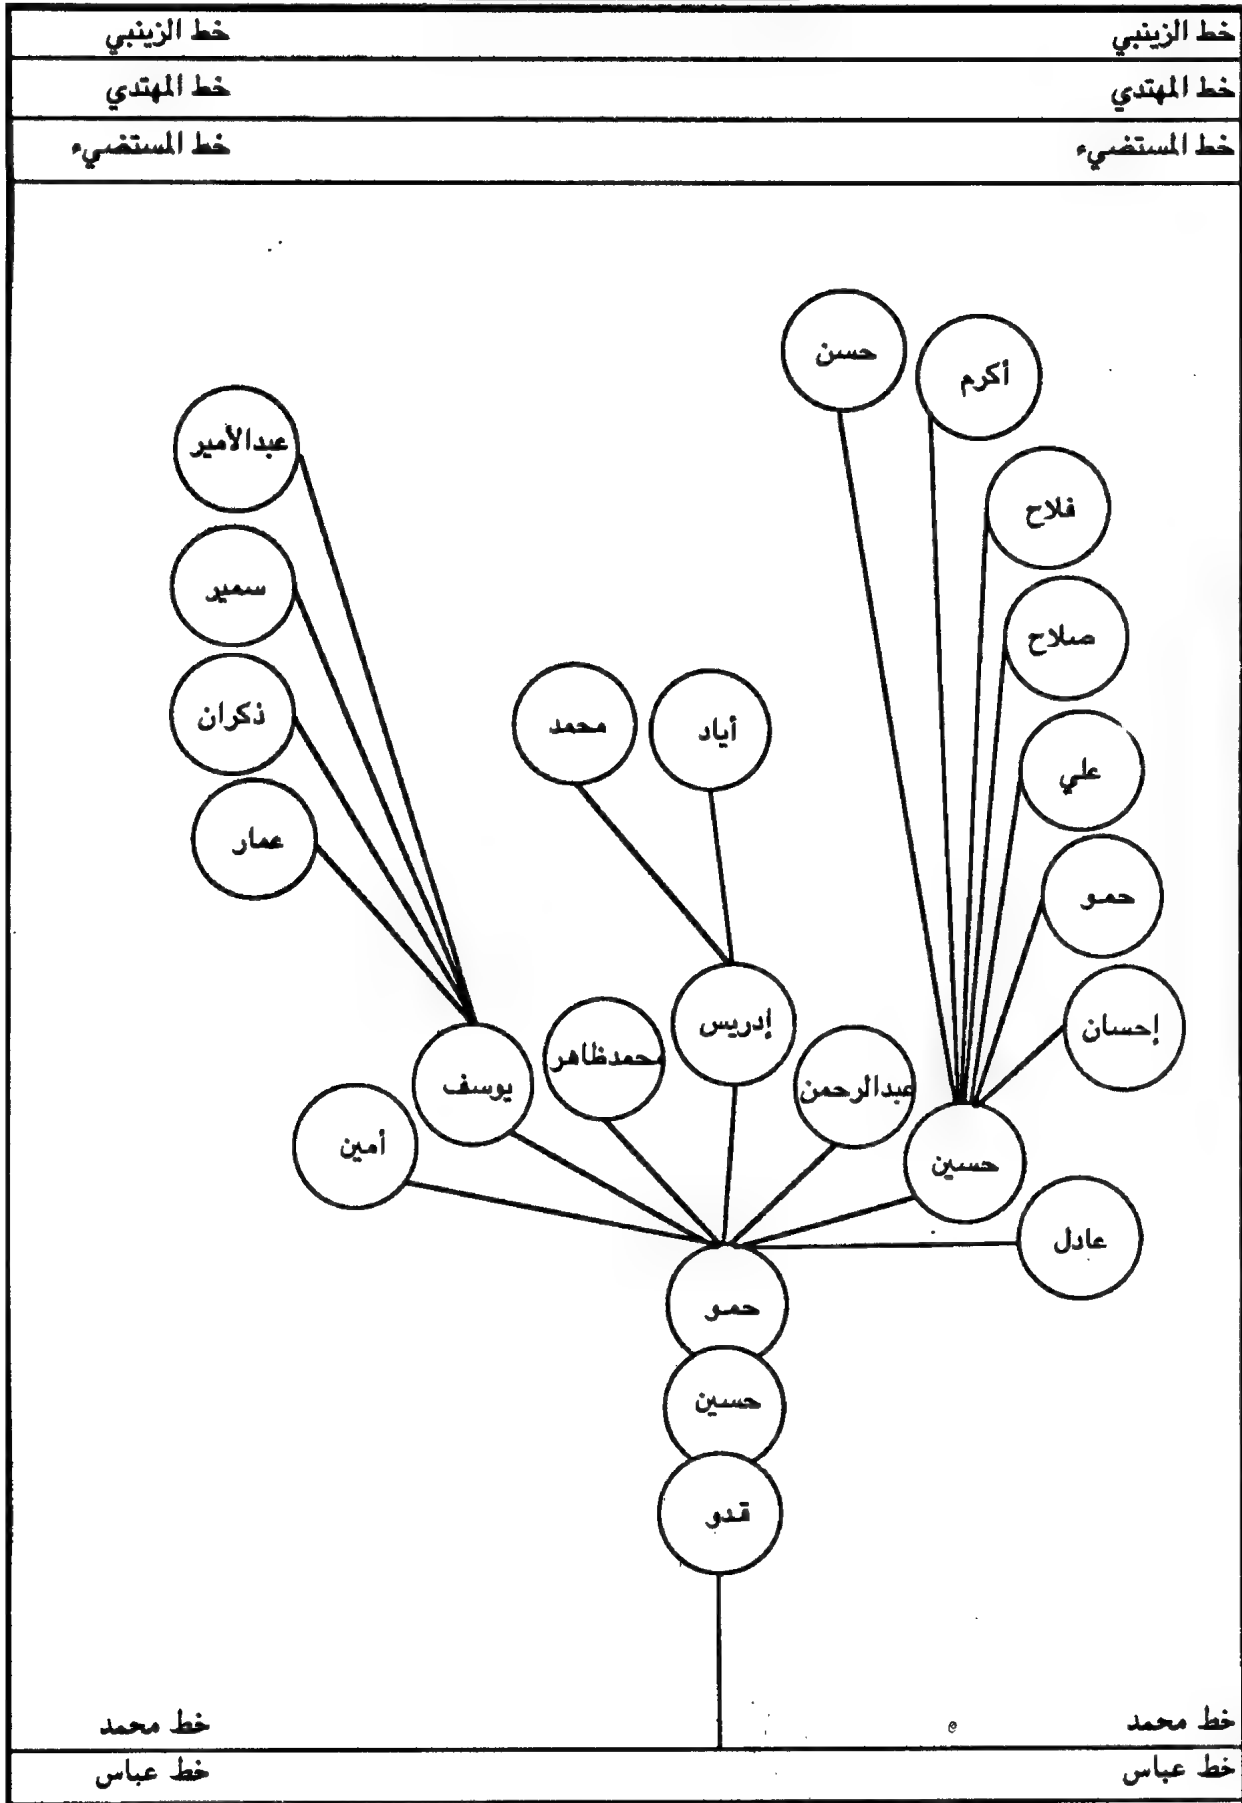 خط الزينبي خط الزينبي
خط المهتدي خط المهتدي
خط المستضيء خط المستضيء
حسن
أكرم
عبدالأمير
فلاح
سمير
صلاح
ذكران
محمد
أياد
علي
عمار
حمو
إدريس
إحسان
محمدظاهر
يوسف
عبدالرحمن
أمين
حسين
عادل
حمو
حسين
قدو
خط محمد خط محمد
خط عباس خط عباس